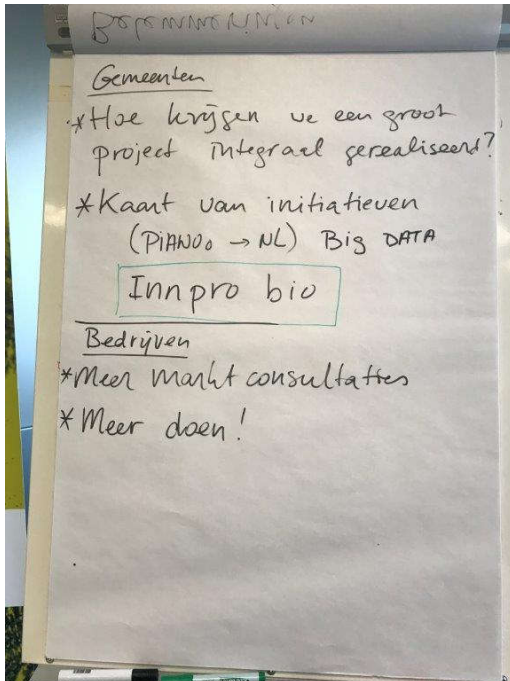 Gemeenten
*Hoe krijgen we een groot
project integraal gerealiseerd?
*Kaart van initiatieven
(PIANOo → NL) Big DATA
Innpro bio
Bedrijven
*Meer markt consultaties
*Meer doen!